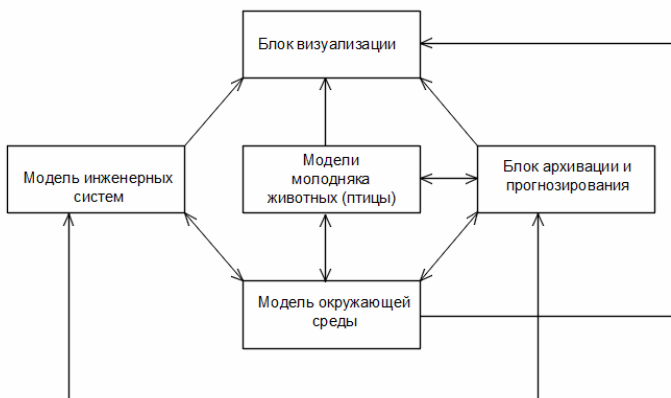 Блок визуализации
Модель инженерных
систем
Модели
молодняка
животных (птицы)
Блок архивации и
прогнозирования
Модель окружающей
среды